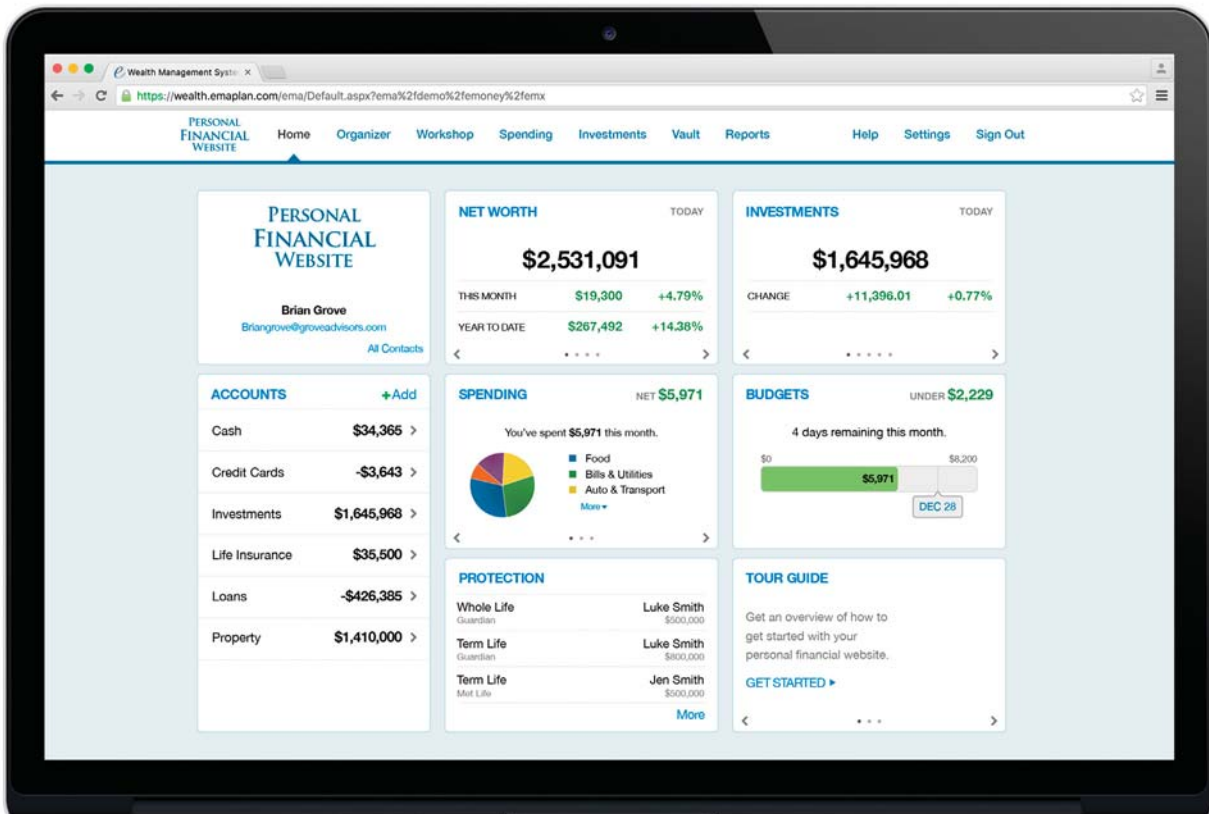 Wealth Management Syste
https://wealth.emaplan.com/ema/Default.aspx?ema%2fdemo%2femoney%2femx
PERSONAL
FINANCIAL
WEBSITE
Home Organizer Workshop Spending Investments Vault Reports Help Settings Sign Out
PERSONAL
FINANCIAL
WEBSITE
Brian Grove
Briangrove@groveadvisors.com
All Contacts
NET WORTH TODAY
$2,531,091
THIS MONTH $19,300 +4.79%
YEAR TO DATE $267,492 +14.38%
INVESTMENTS TODAY
$1,645,968
CHANGE +11,396.01 +0.77%
ACCOUNTS +Add
Cash $34,365
Credit Cards -$3,643
Investments $1,645,968
Life Insurance $35,500
Loans -$426,385
Property $1,410,000
SPENDING NET $5,971
You've spent $5,971 this month.
Food
Bills & Utilities
Auto & Transport
More
BUDGETS UNDER $2,229
4 days remaining this month.
$0 $8,200
$5,971
DEC 28
PROTECTION
Whole Life Luke Smith
Guardian $500,000
Term Life Luke Smith
Guardian $800,000
Term Life Jen Smith
Met Life $500,000
More
TOUR GUIDE
Get an overview of how to
get started with your
personal financial website.
GET STARTED